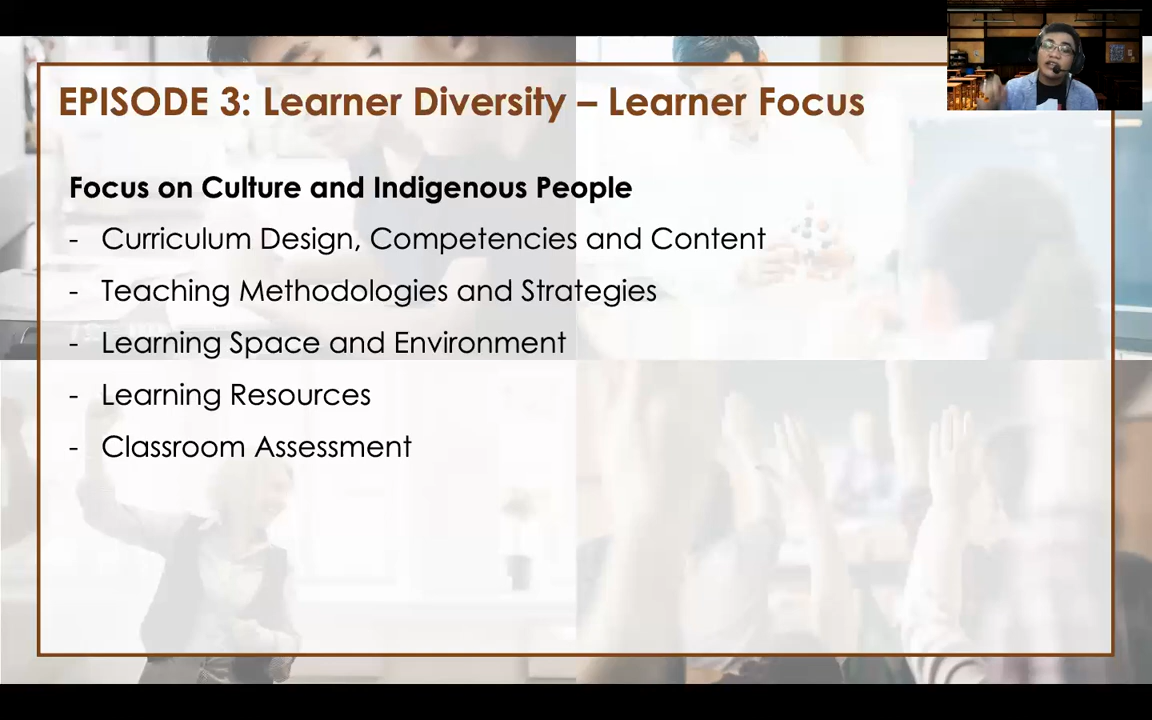 EPISODE 3: Learner Diversity – Learner Focus
Focus on Culture and Indigenous People
- Curriculum Design, Competencies and Content
- Teaching Methodologies and Strategies
- Learning Space and Environment
- Learning Resources
- Classroom Assessment